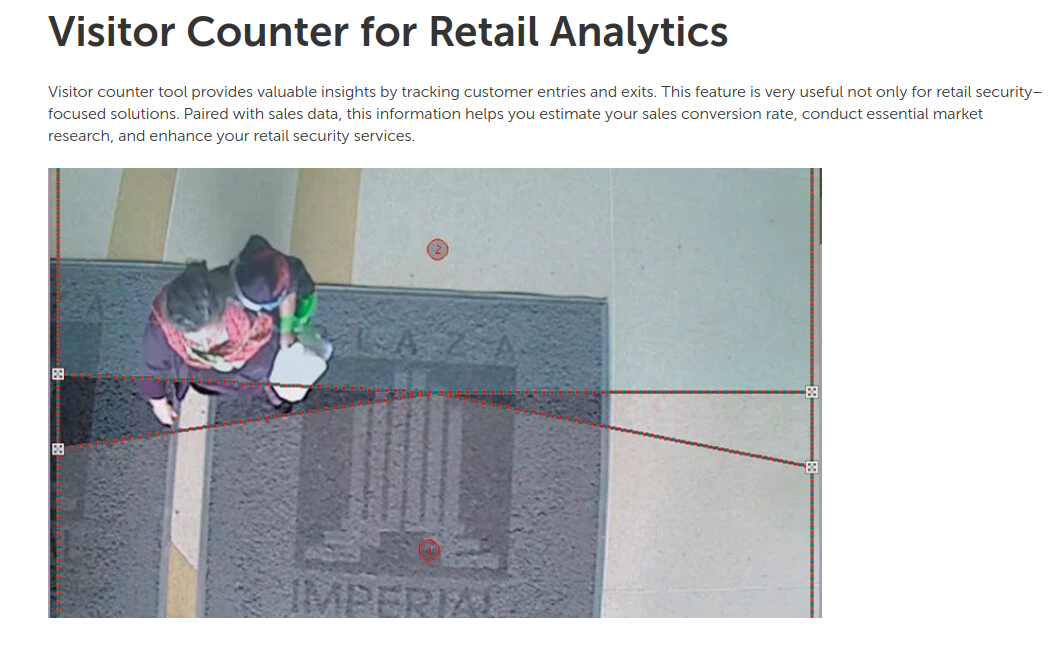 Visitor Counter for Retail Analytics
Visitor counter tool provides valuable insights by tracking customer entries and exits. This feature is very useful not only for retail security–
focused solutions. Paired with sales data, this information helps you estimate your sales conversion rate, conduct essential market
research, and enhance your retail security services.
2
A
LAZA
1
IMPERIAL